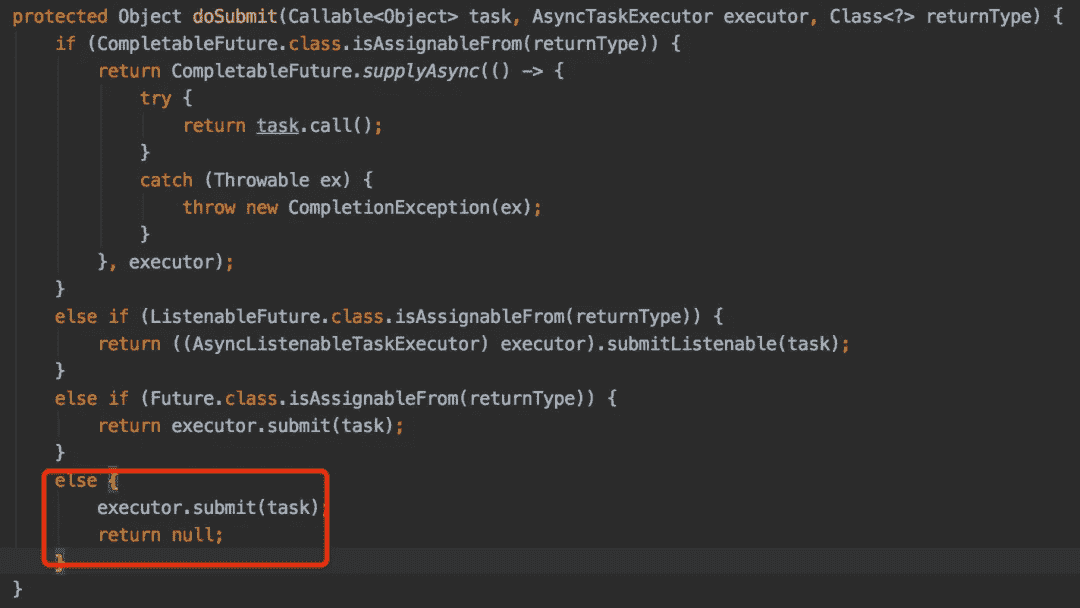 protected Object doSubmit(Callable<Object> task, AsyncTaskExecutor executor, Class<?> returnType) {
    if (CompletableFuture.class.isAssignableFrom(returnType)) {
        return CompletableFuture.supplyAsync(() -> {
            try {
                return task.call();
            }
            catch (Throwable ex) {
                throw new CompletionException(ex);
            }
        }, executor);
    }
    else if (ListenableFuture.class.isAssignableFrom(returnType)) {
        return ((AsyncListenableTaskExecutor) executor).submitListenable(task);
    }
    else if (Future.class.isAssignableFrom(returnType)) {
        return executor.submit(task);
    }
    else {
        executor.submit(task);
        return null;
    }
}